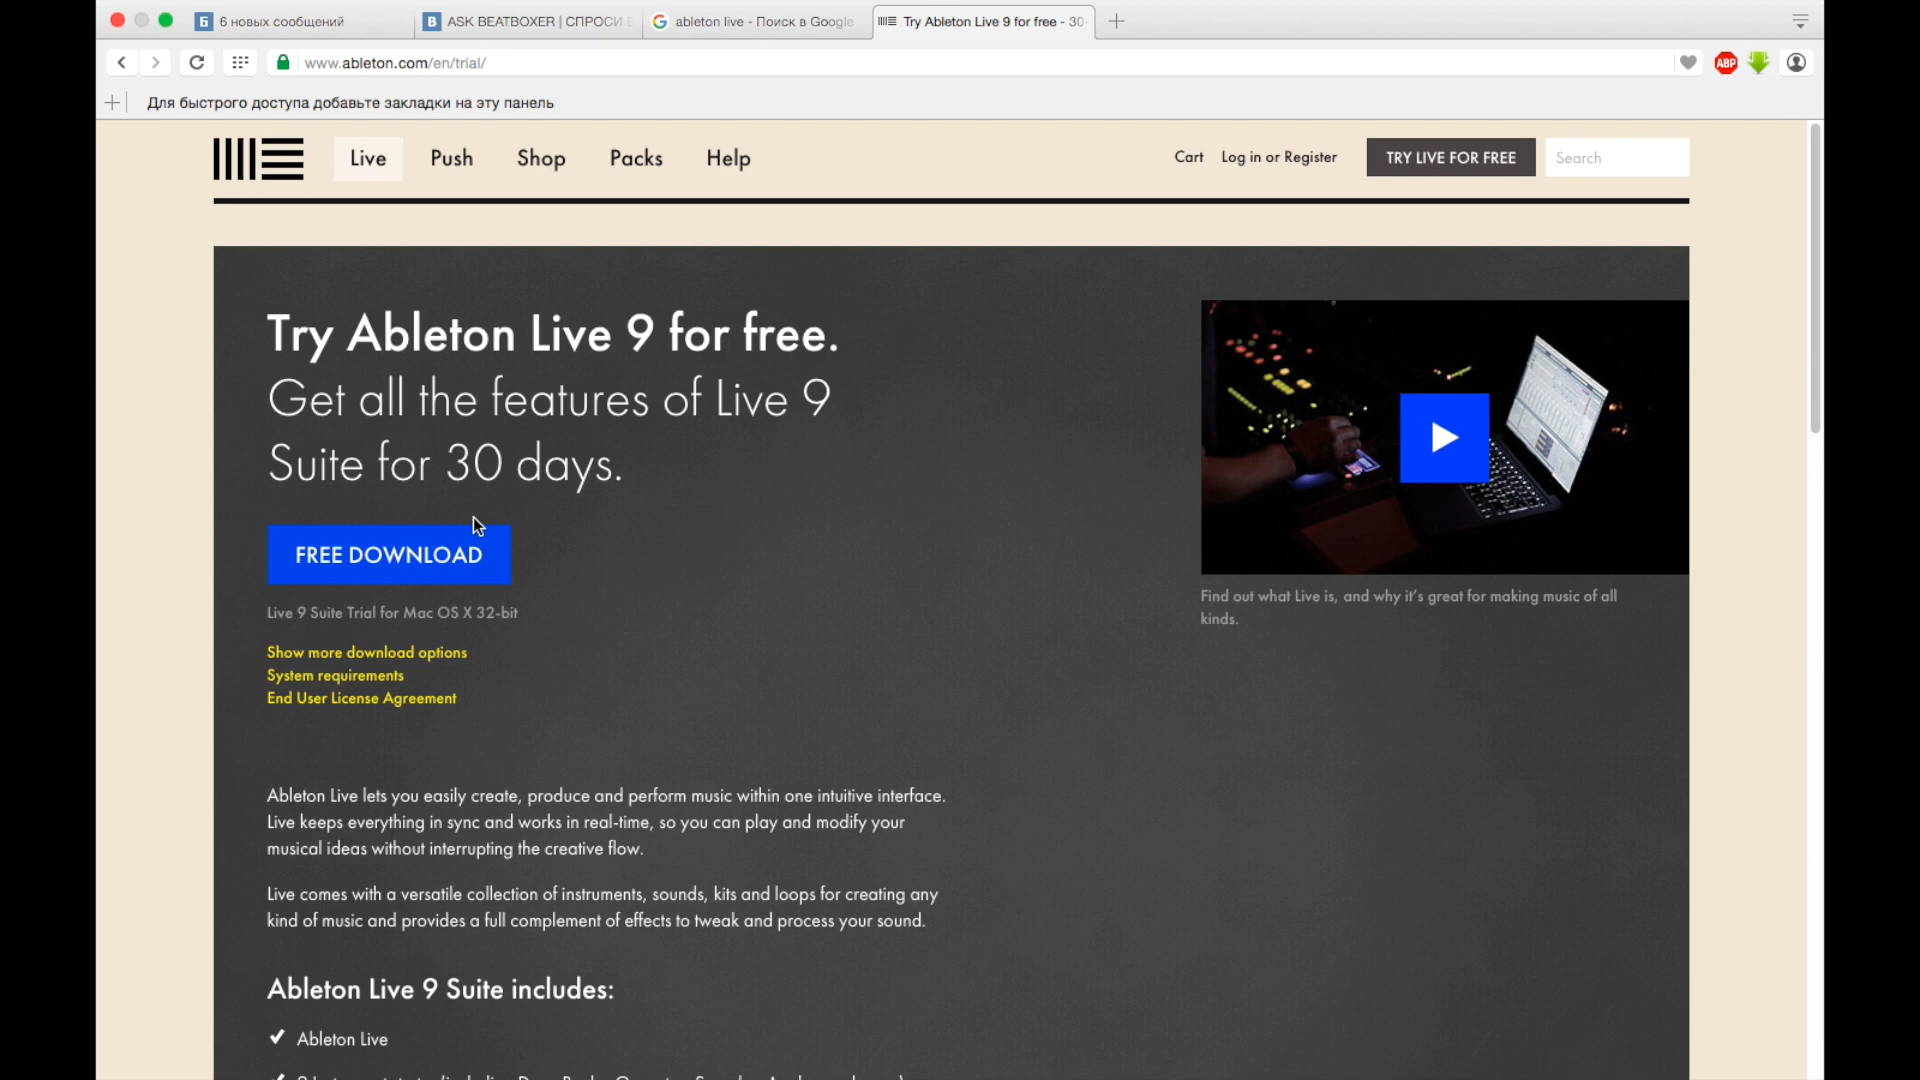 6 новых сообщений
ASK BEATBOXER | СПРОСИ
ableton live - Поиск в Google
Try Ableton Live 9 for free - 30-
www.ableton.com/en/trial/
ABP
Для быстрого доступа добавьте закладки на эту панель
Live
Push
Shop
Packs
Help
Cart
Log in or Register
TRY LIVE FOR FREE
Search
Try Ableton Live 9 for free.
Get all the features of Live 9
Suite for 30 days.
FREE DOWNLOAD
Live 9 Suite Trial for Mac OS X 32-bit
Show more download options
System requirements
End User License Agreement
Find out what Live is, and why it's great for making music of all
kinds.
Ableton Live lets you easily create, produce and perform music within one intuitive interface.
Live keeps everything in sync and works in real-time, so you can play and modify your
musical ideas without interrupting the creative flow.
Live comes with a versatile collection of instruments, sounds, kits and loops for creating any
kind of music and provides a full complement of effects to tweak and process your sound.
Ableton Live 9 Suite includes:
Ableton Live